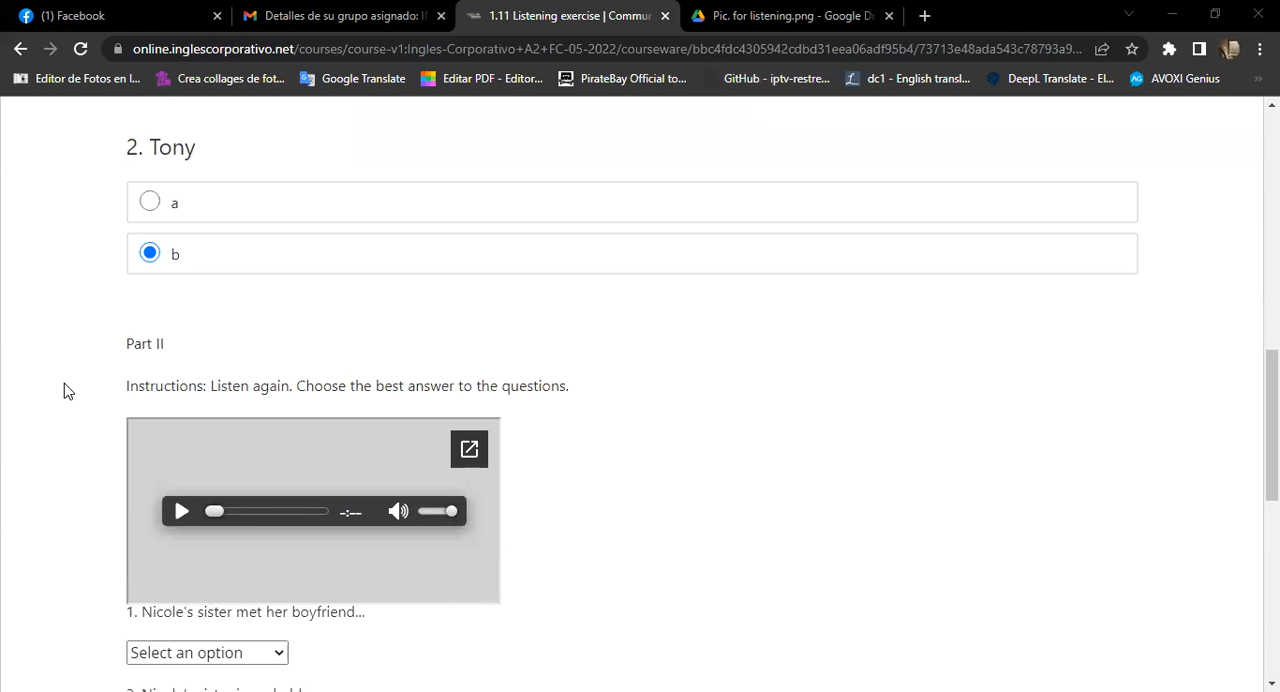 (1) Facebook
Detalles de su grupo asignado: I
1.11 Listening exercise | Commun
Pic. for listening.png - Google Dr
online.inglescorporativo.net/courses/course-v1:Ingles-Corporativo+A2+FC-05-2022/courseware/bbc4fdc4305942cdbd31eea06adf95b4/73713e48ada543c78793a9...
Editor de Fotos en l...
Crea collages de fot...
Google Translate
Editar PDF - Editor...
PirateBay Official to...
GitHub - iptv-restre...
dc1 - English transl...
DeepL Translate - El...
AVOXI Genius
»
2. Tony
a
b
Part II
Instructions: Listen again. Choose the best answer to the questions.
-:--
1. Nicole's sister met her boyfriend...
Select an option